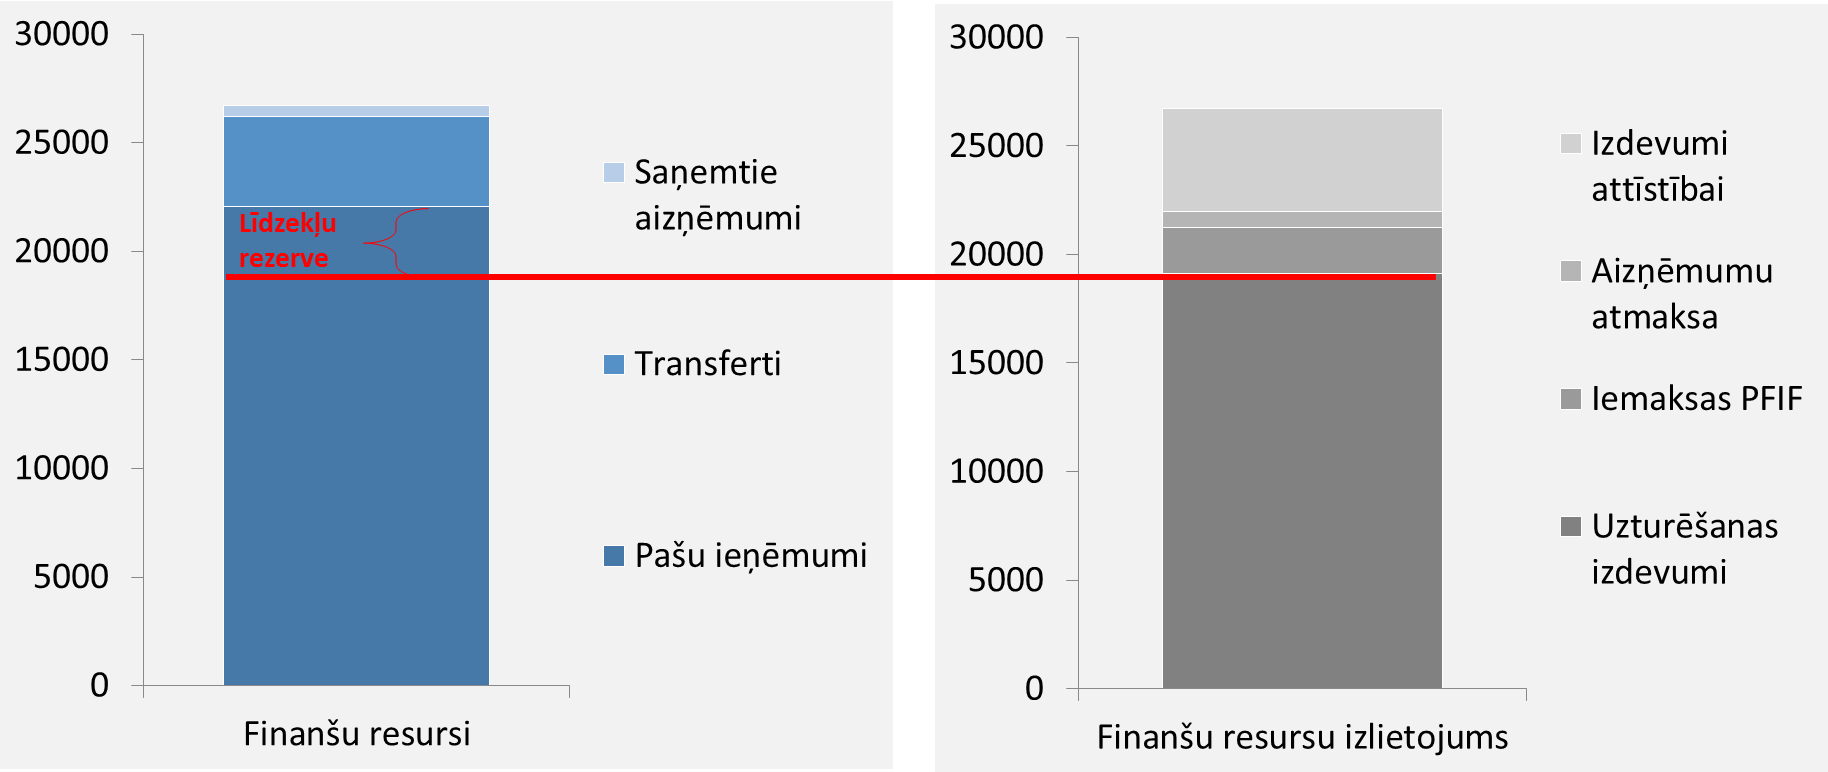 30000
25000
20000
15000
10000
5000
0
Līdzekļu
rezerve
Saņemtie
aizņēmumi
Transferti
Pašu ieņēmumi
Finanšu resursi
30000
25000
20000
15000
10000
5000
0
Izdevumi
attīstībai
Aizņēmumu
atmaksa
Iemaksas PFIF
Uzturēšanas
izdevumi
Finanšu resursu izlietojums